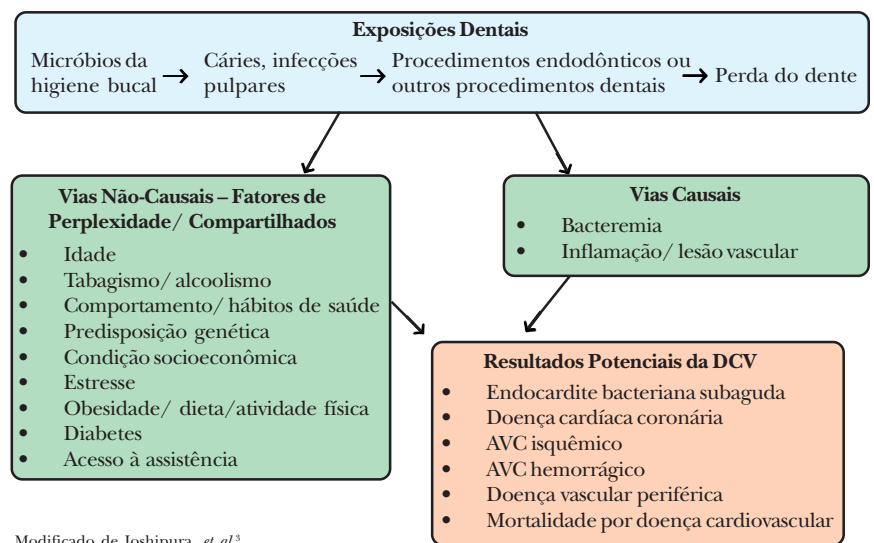 Exposições Dentais
Micróbios da higiene bucal → Cáries, infecções pulpares → Procedimentos endodônticos ou outros procedimentos dentais → Perda do dente
Vias Não-Causais – Fatores de
Perplexidade/ Compartilhados
• Idade
• Tabagismo/ alcoolismo
• Comportamento/ hábitos de saúde
• Predisposição genética
• Condição socioeconômica
• Estresse
• Obesidade/ dieta/atividade física
• Diabetes
• Acesso à assistência
Vias Causais
• Bacteremia
• Inflamação/ lesão vascular
Resultados Potenciais da DCV
• Endocardite bacteriana subaguda
• Doença cardíaca coronária
• AVC isquêmico
• AVC hemorrágico
• Doença vascular periférica
• Mortalidade por doença cardiovascular
Modificado de Joshipura, et al³